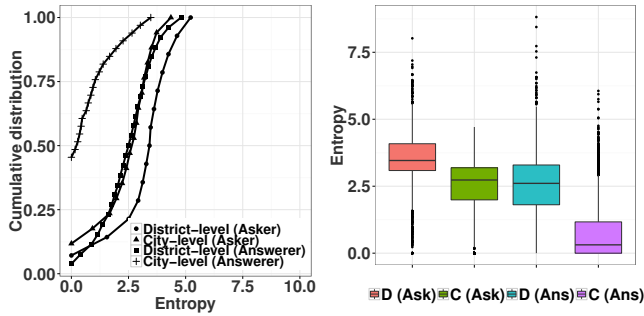 Cumulative distribution
1.00
0.75
0.50
0.25
0.00
District-level (Asker)
City-level (Asker)
District-level (Answerer)
City-level (Answerer)
0.0 2.5 5.0 7.5 10.0
Entropy
Entropy
7.5
5.0
2.5
0.0
D (Ask) C (Ask) D (Ans) C (Ans)